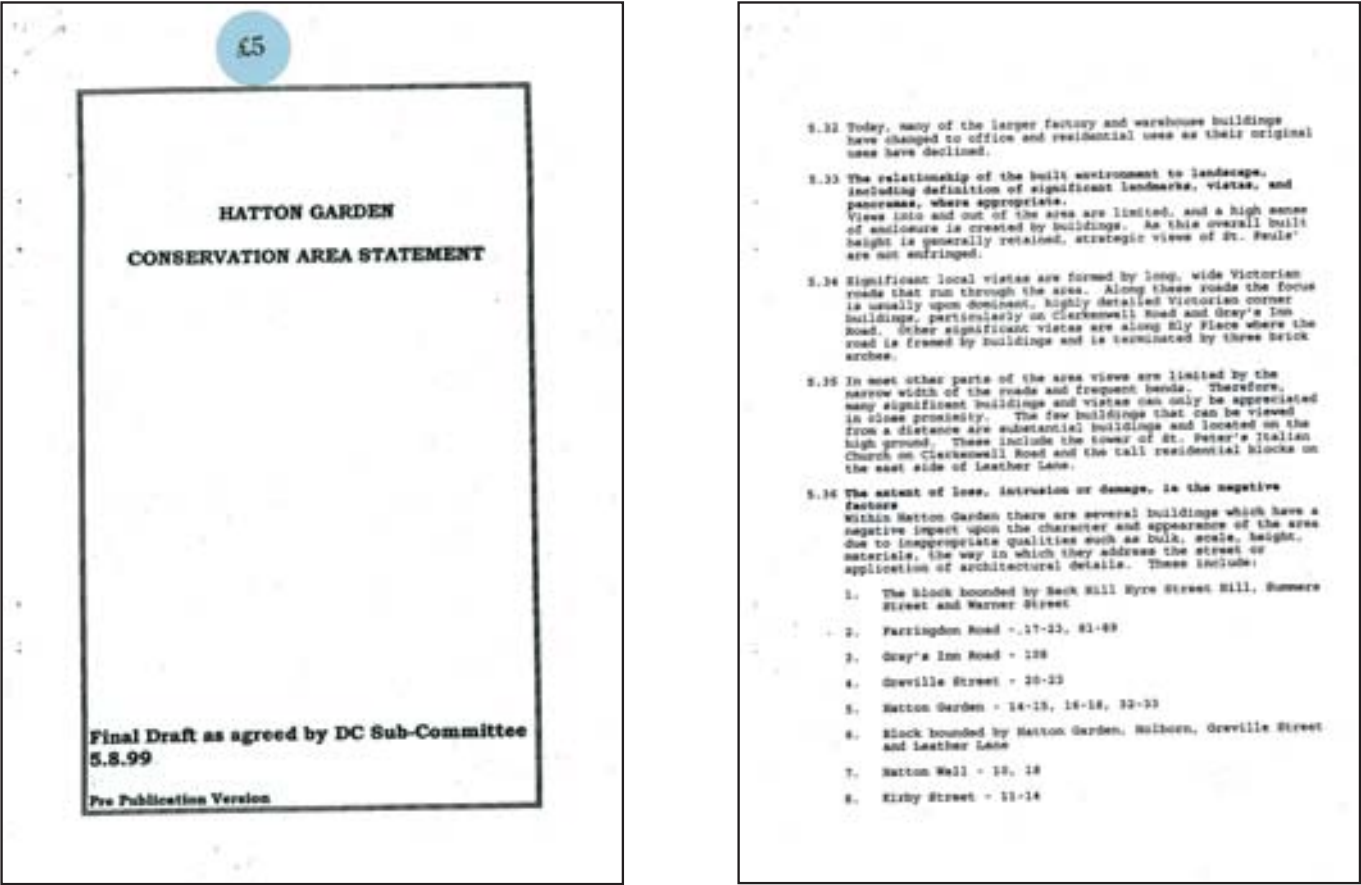 £5
HATTON GARDEN
CONSERVATION AREA STATEMENT
Final Draft as agreed by DC Sub-Committee
5.8.99
Pre Publication Version
5.32 Today, many of the larger factory and warehouse buildings
have changed to office and residential uses as their original
uses have declined.
5.33 The relationship of the built environment to landscape,
including definition of significant landmarks, vistas, and
panoramas, where appropriate.
Views into and out of the area are limited, and a high sense
of enclosure is created by buildings. As this overall built
height is generally retained, strategic views of St. Pauls'
are not enfringed.
5.34 Significant local vistas are formed by long, wide Victorian
roads that run through the area. Along these roads the focus
is usually upon dominant, highly detailed Victorian corner
buildings, particularly on Clerkenwell Road and Gray's Inn
Road. Other significant vistas are along Ely Place where the
road is framed by buildings and is terminated by three brick
arches.
5.35 In most other parts of the area views are limited by the
narrow width of the roads and frequent bends. Therefore,
many significant buildings and vistas can only be appreciated
in close proximity. The few buildings that can be viewed
from a distance are substantial buildings and located on the
high ground. These include the tower of St. Peter's Italian
Church on Clerkenwell Road and the tall residential blocks on
the east side of Leather Lane.
5.36 The extent of loss, intrusion or damage, ie the negative
factors
Within Hatton Garden there are several buildings which have a
negative impact upon the character and appearance of the area
due to inappropriate qualities such as bulk, scale, height,
materials, the way in which they address the street or
application of architectural details. These include:
1. The block bounded by Back Hill Eyre Street Hill, Summers
Street and Warner Street
2. Farringdon Road - 17-23, 81-89
3. Gray's Inn Road - 128
4. Greville Street - 20-23
5. Hatton Garden - 14-15, 16-18, 32-33
6. Block bounded by Hatton Garden, Holborn, Greville Street
and Leather Lane
7. Hatton Wall - 10, 18
8. Kirby Street - 11-14